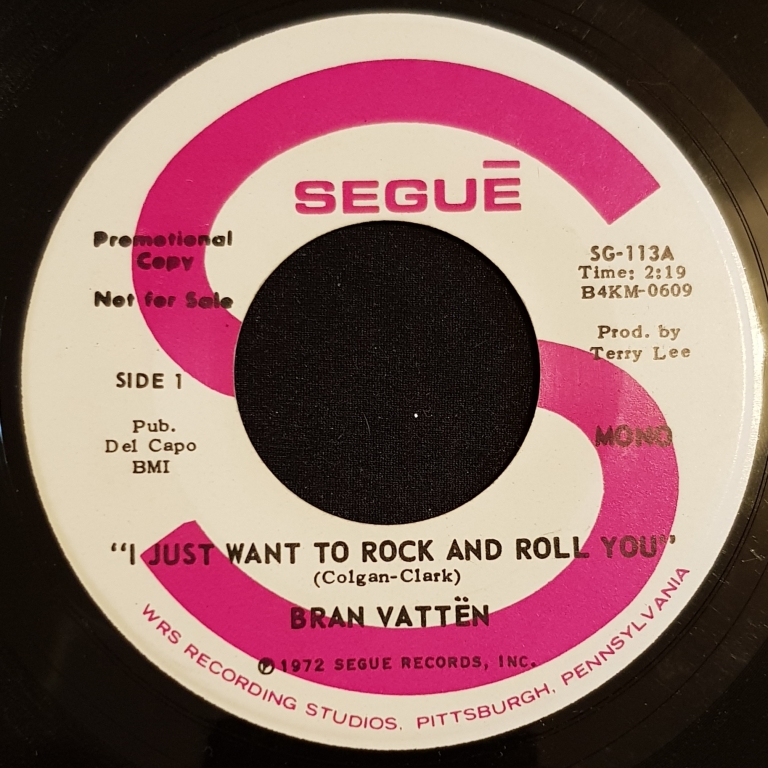 SEGUĒ
Promotional
Copy
Not for Sale
SIDE 1
Pub.
Del Capo
BMI
SG-113A
Time: 2:19
B4KM-0609
Prod. by
Terry Lee
MONO
"I JUST WANT TO ROCK AND ROLL YOU"
(Colgan-Clark)
BRAN VATTËN
℗ 1972 SEGUE RECORDS, INC.
WRS RECORDING STUDIOS, PITTSBURGH, PENNSYLVANIA